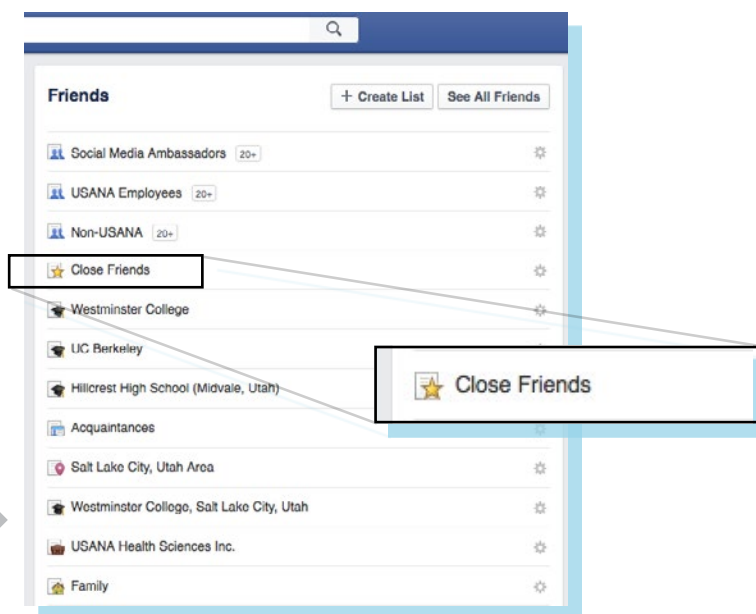 Friends
+ Create List
See All Friends
Social Media Ambassadors 20+
USANA Employees 20+
Non-USANA 20+
Close Friends
Westminster College
UC Berkeley
Hillcrest High School (Midvale, Utah)
Close Friends
Acquaintances
Salt Lake City, Utah Area
Westminster College, Salt Lake City, Utah
USANA Health Sciences Inc.
Family